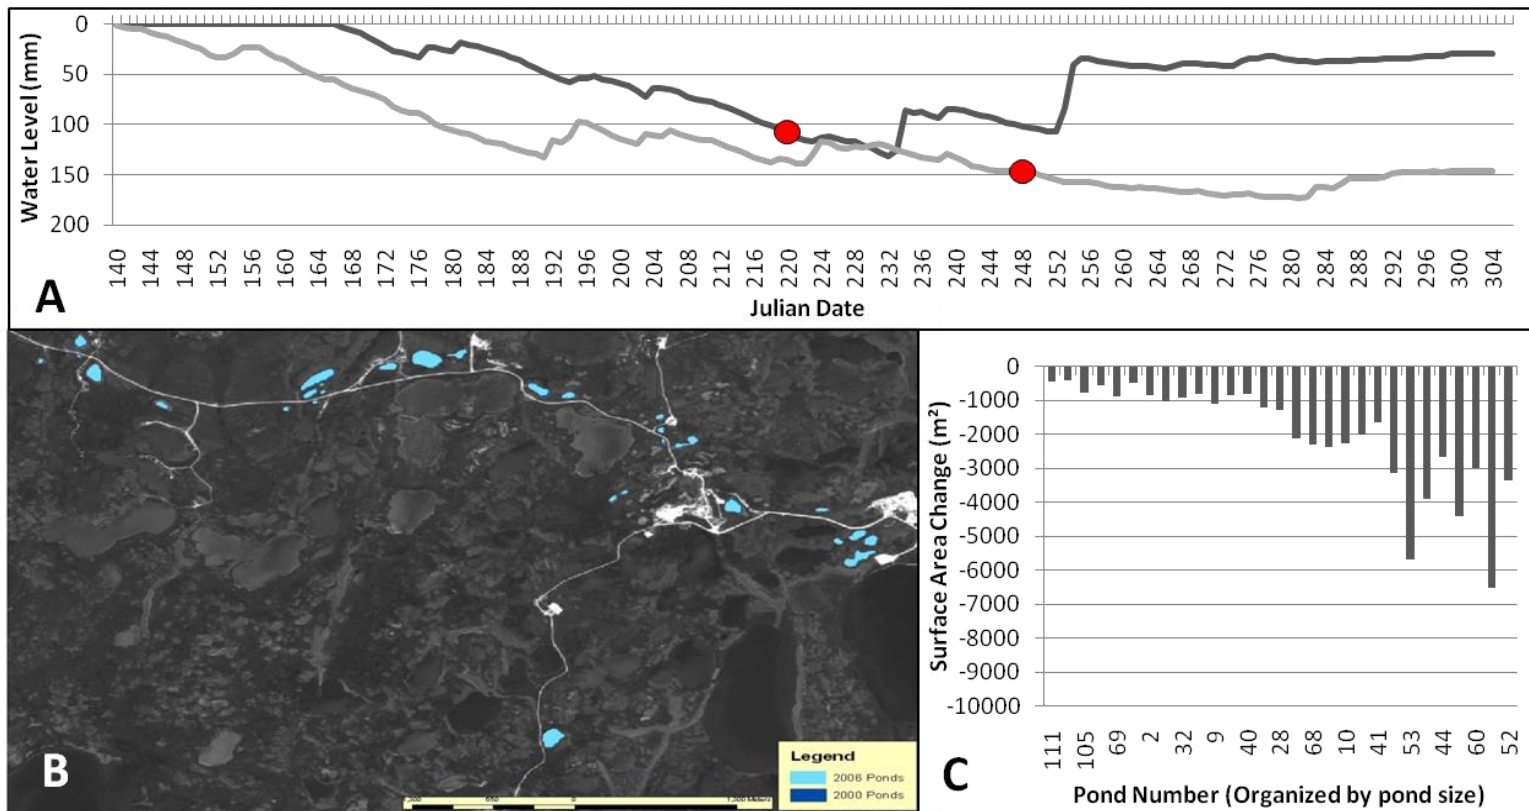 0
50
100
150
200
Water Level (mm)
140 144 148 152 156 160 164 168 172 176 180 184 188 192 196 200 204 208 212 216 220 224 228 232 236 240 244 248 252 256 260 264 268 272 276 280 284 288 292 296 300 304
Julian Date
A
B
Legend
2006 Ponds
2000 Ponds
0
0
-1000
-2000
-3000
-4000
-5000
-6000
-7000
-8000
-9000
-10000
Surface Area Change (m²)
111 105 69 2 32 9 40 28 68 10 41 53 44 60 52
Pond Number (Organized by pond size)
C